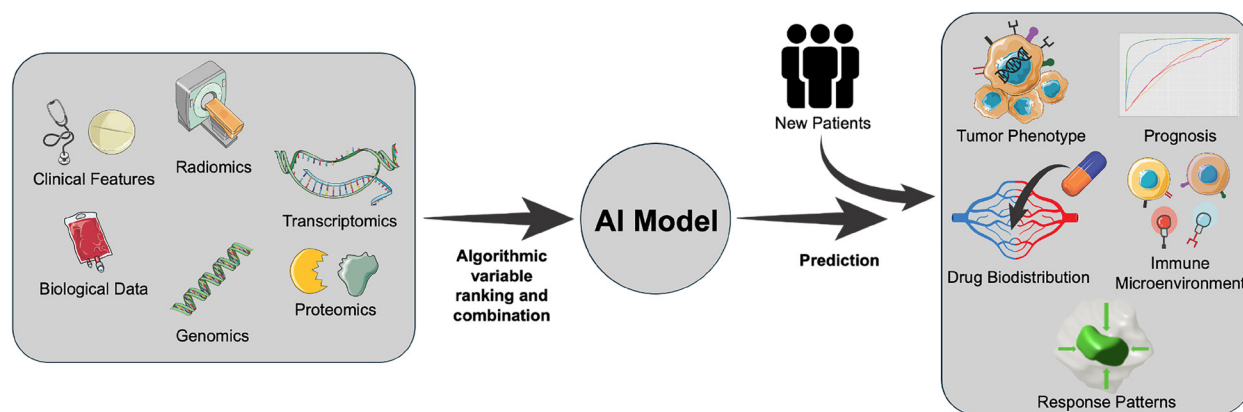 Clinical Features
Radiomics
Transcriptomics
Biological Data
Genomics
Proteomics
Algorithmic
variable
ranking and
combination
AI Model
New Patients
Prediction
Tumor Phenotype
Prognosis
Drug Biodistribution
Immune
Microenvironment
Response Patterns